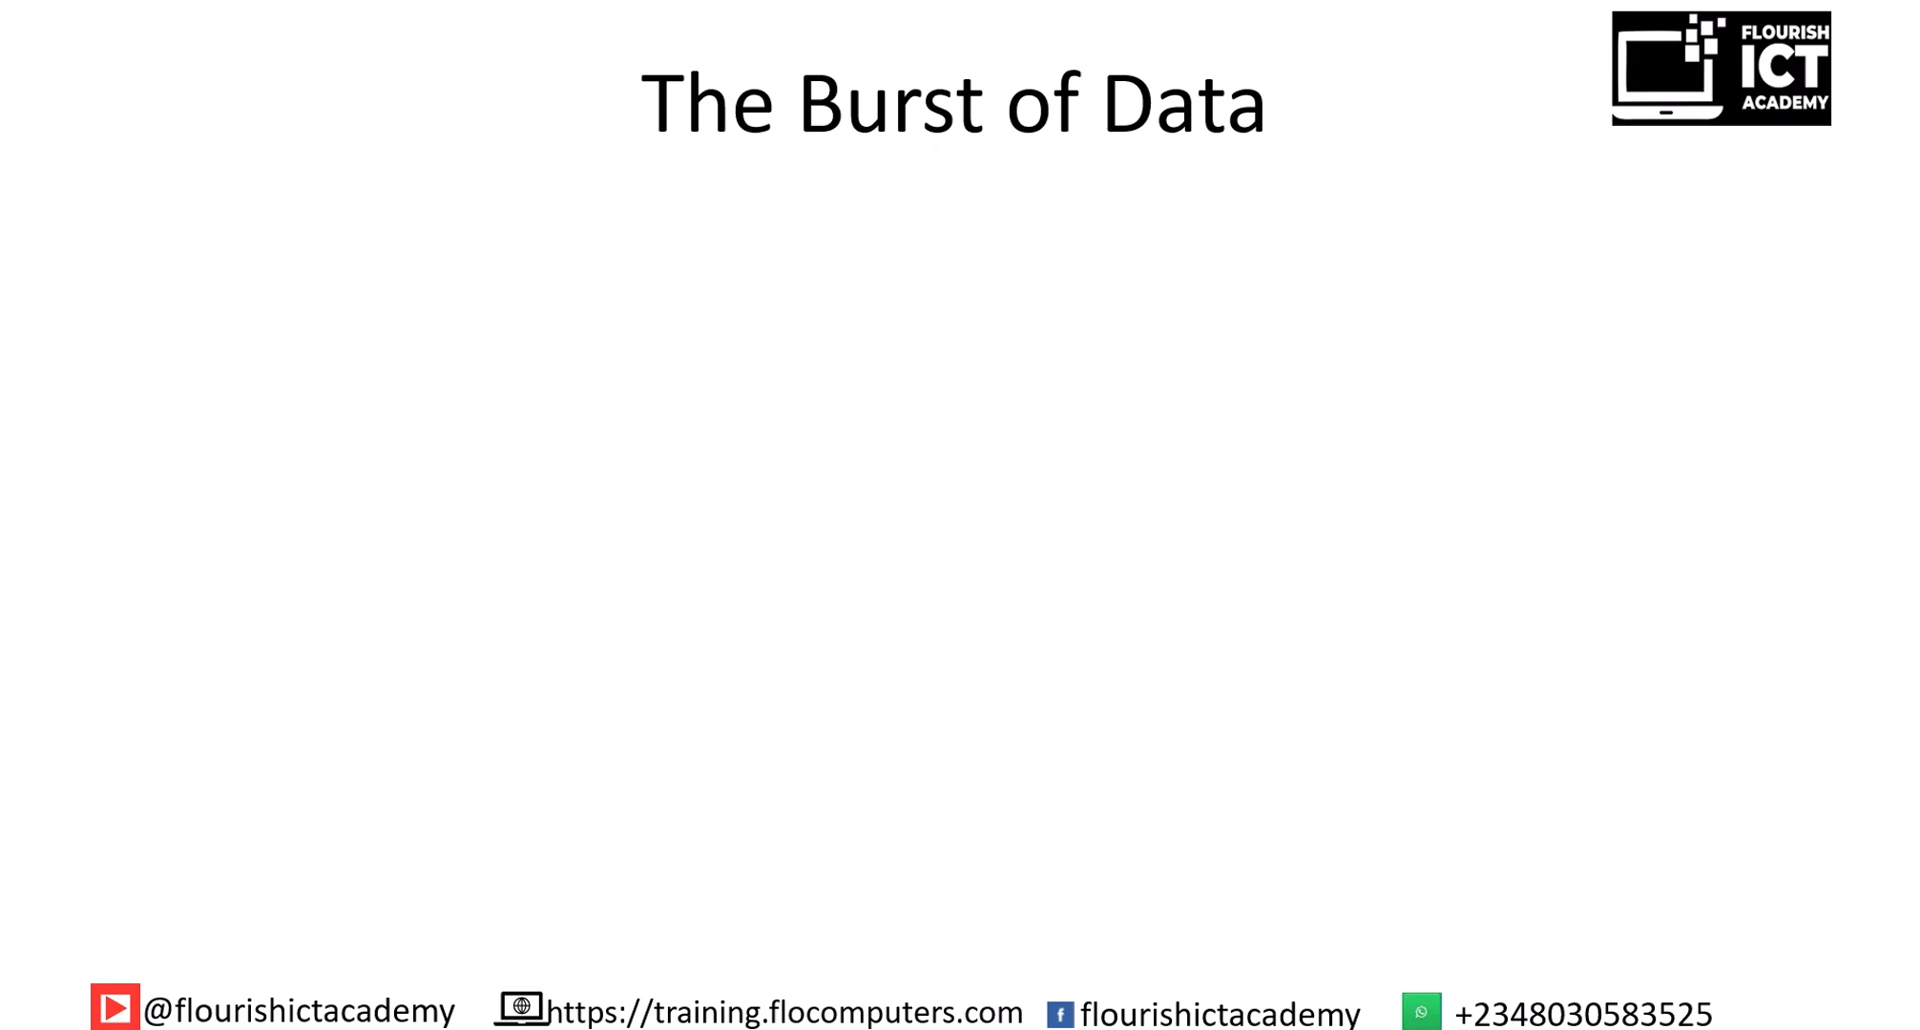 The Burst of Data
FLOURISH
ICT
ACADEMY
@flourishictacademy
https://training.flocomputers.com
flourishictacademy
+2348030583525